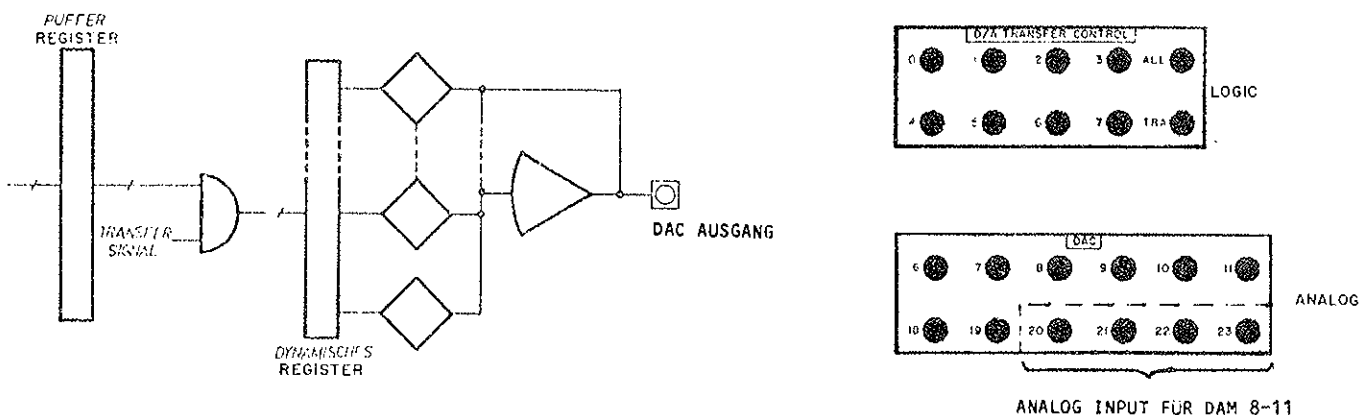 PUFFER
REGISTER
TRANSFER
SIGNAL
DYNAMISCHES
REGISTER
DAC AUSGANG
D/A TRANSFER CONTROL
0 1 2 3 ALL
4 5 6 7 TRA
LOGIC
DAC
6 7 8 9 10 11
18 19 20 21 22 23
ANALOG
ANALOG INPUT FÜR DAM 8-11